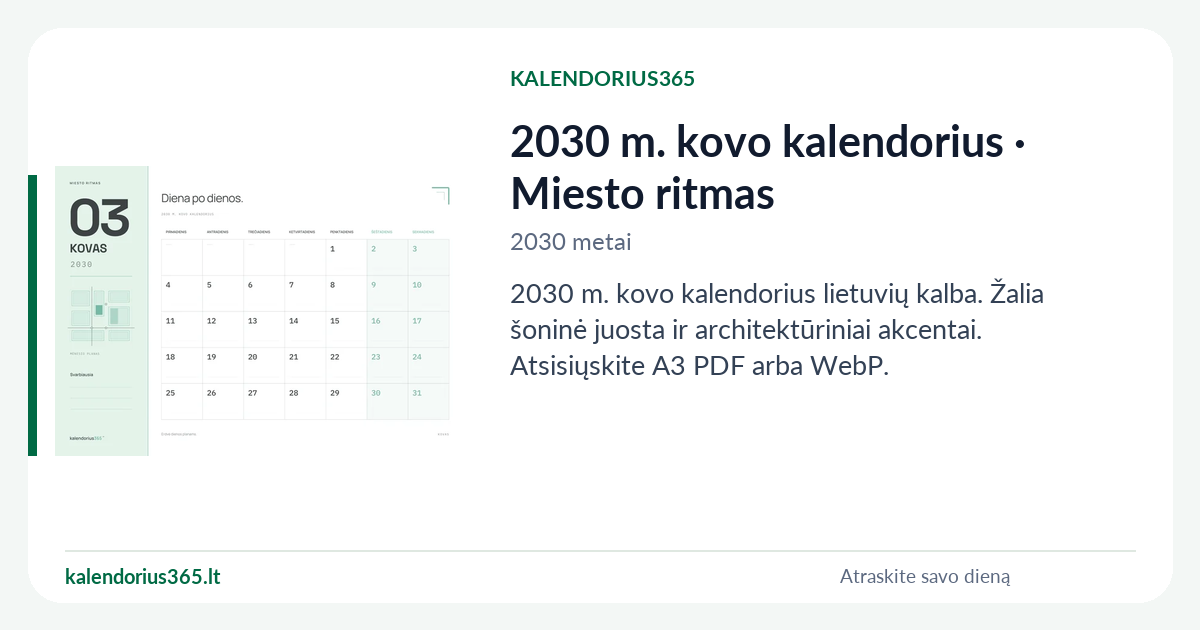 KALENDORIUS365
2030 m. kovo kalendorius ·
Miesto ritmas
2030 metai
2030 m. kovo kalendorius lietuvių kalba. Žalia
šoninė juosta ir architektūriniai akcentai.
Atsisiųskite A3 PDF arba WebP.
MIESTO RITMAS
03
KOVAS
2030
Svarbiausia
kalendorius365
Diena po dienos.
2030 M. KOVO KALENDORIUS
PIRMADIENIS ANTRADIENIS TREČIADIENIS KETVIRTADIENIS PENKTADIENIS ŠEŠTADIENIS SEKMADIENIS
1 2 3
4 5 6 7 8 9 10
11 12 13 14 15 16 17
18 19 20 21 22 23 24
25 26 27 28 29 30 31
kalendorius365.lt
Atraskite savo dieną